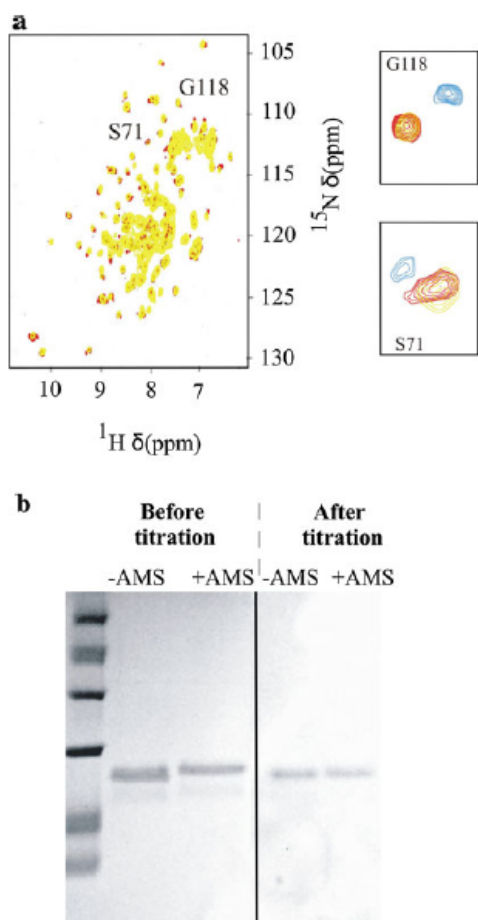 a
G118
S71
105
110
115
120
125
130
15N δ(ppm)
10 9 8 7
1H δ(ppm)
G118
S71
b
Before titration
After titration
-AMS +AMS -AMS +AMS